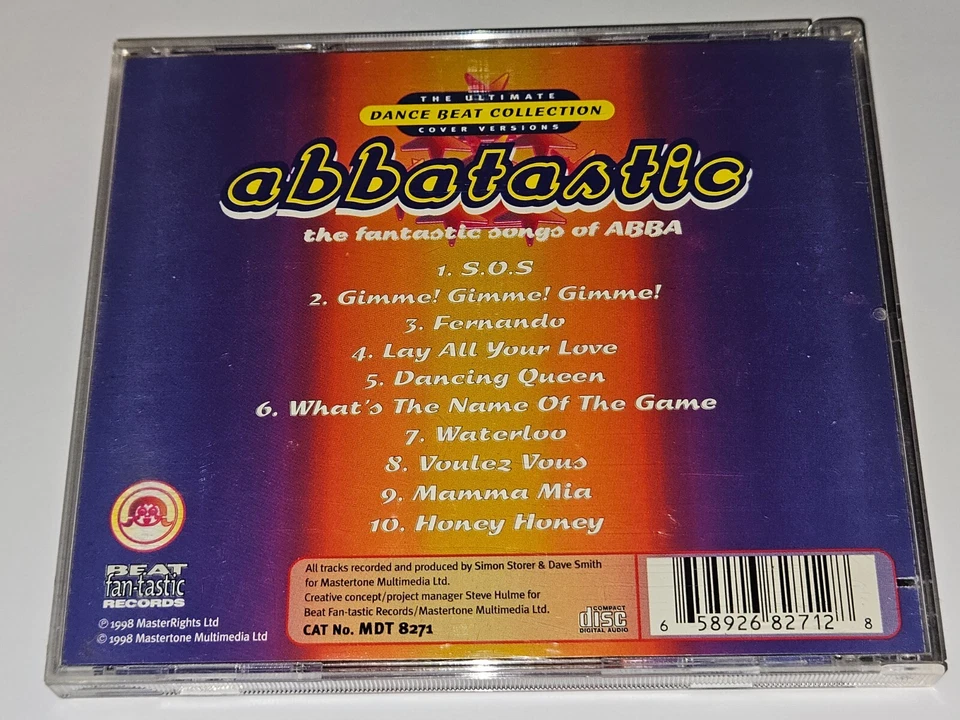 THE ULTIMATE
DANCE BEAT COLLECTION
COVER VERSIONS
abbatastic
the fantastic songs of ABBA
1. S.O.S
2. Gimme! Gimme! Gimme!
3. Fernando
4. Lay All Your Love
5. Dancing Queen
6. What's The Name Of The Game
7. Waterloo
8. Voulez Vous
9. Mamma Mia
10. Honey Honey
BEAT
fan-tastic
RECORDS
℗ 1998 MasterRights Ltd
© 1998 Mastertone Multimedia Ltd
All tracks recorded and produced by Simon Storer & Dave Smith
for Mastertone Multimedia Ltd.
Creative concept/project manager Steve Hulme for
Beat Fan-tastic Records/Mastertone Multimedia Ltd.
CAT No. MDT 8271
COMPACT
disc
DIGITAL AUDIO
6 58926 82712 8